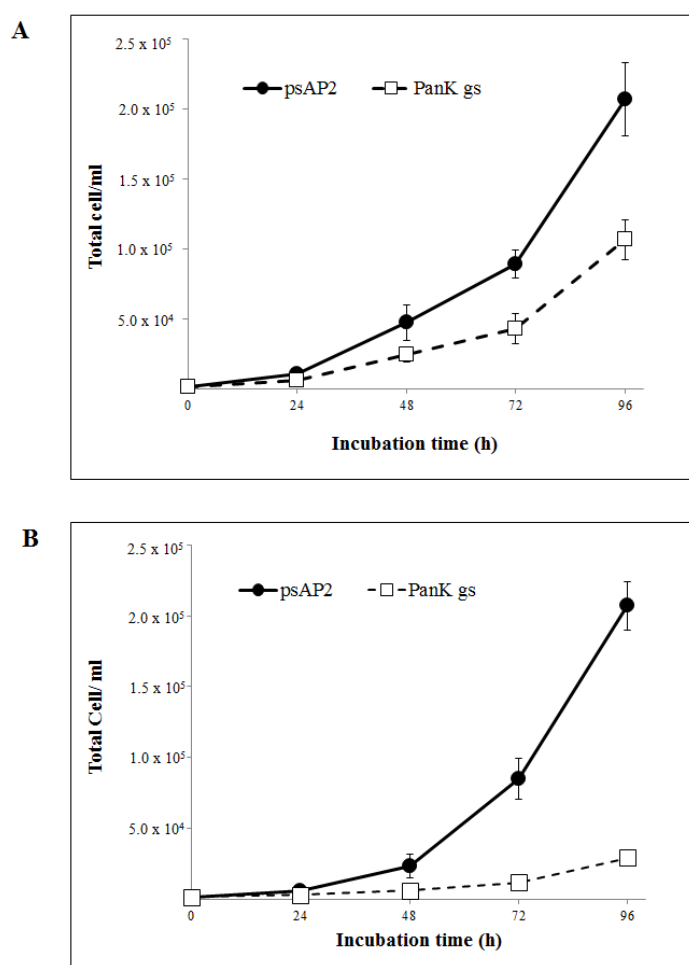 A
2.5 x 10⁵
psAP2 PanK gs
2.0 x 10⁵
1.5 x 10⁵
1.0 x 10⁵
5.0 x 10⁴
Total cell/ml
0 24 48 72 96
Incubation time (h)
B
2.5 x 10⁵
psAP2 PanK gs
2.0 x 10⁵
1.5 x 10⁵
1.0 x 10⁵
5.0 x 10⁴
Total Cell/ ml
0 24 48 72 96
Incubation time (h)